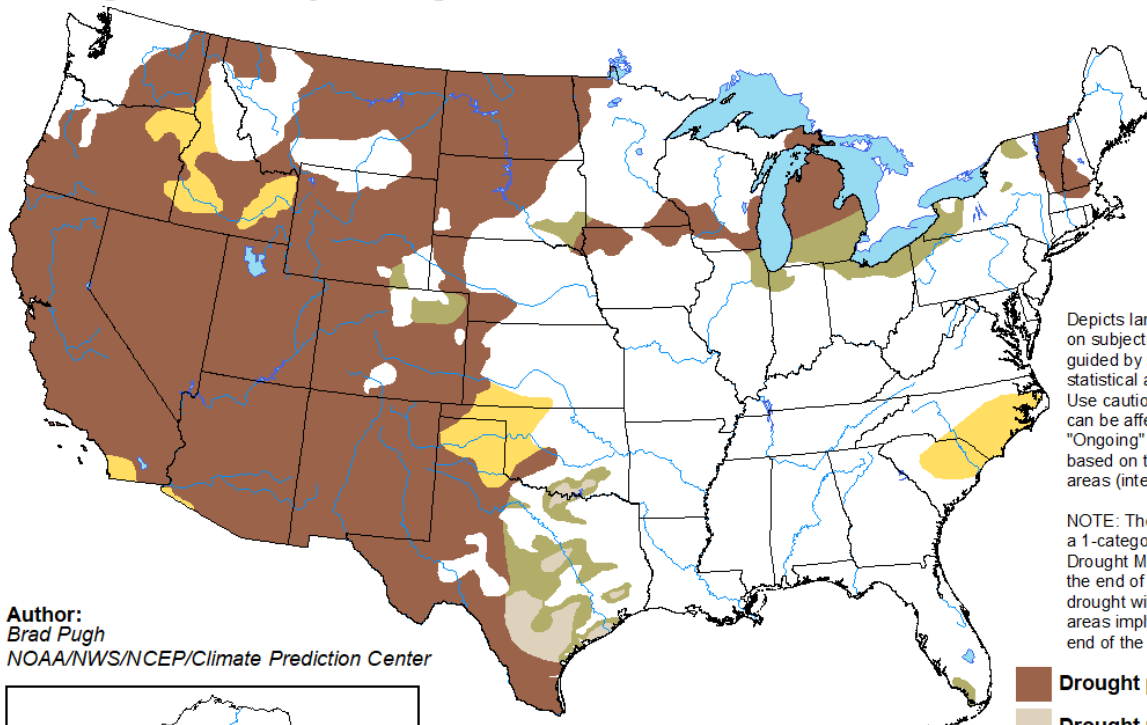 Depicts lar
on subject
guided by
statistical a
Use cautio
can be affe
"Ongoing"
based on t
areas (inte
NOTE: The
a 1-catego
Drought M
the end of
drought wi
areas impl
end of the
Author:
Brad Pugh
NOAA/NWS/NCEP/Climate Prediction Center
Drought p
Drought